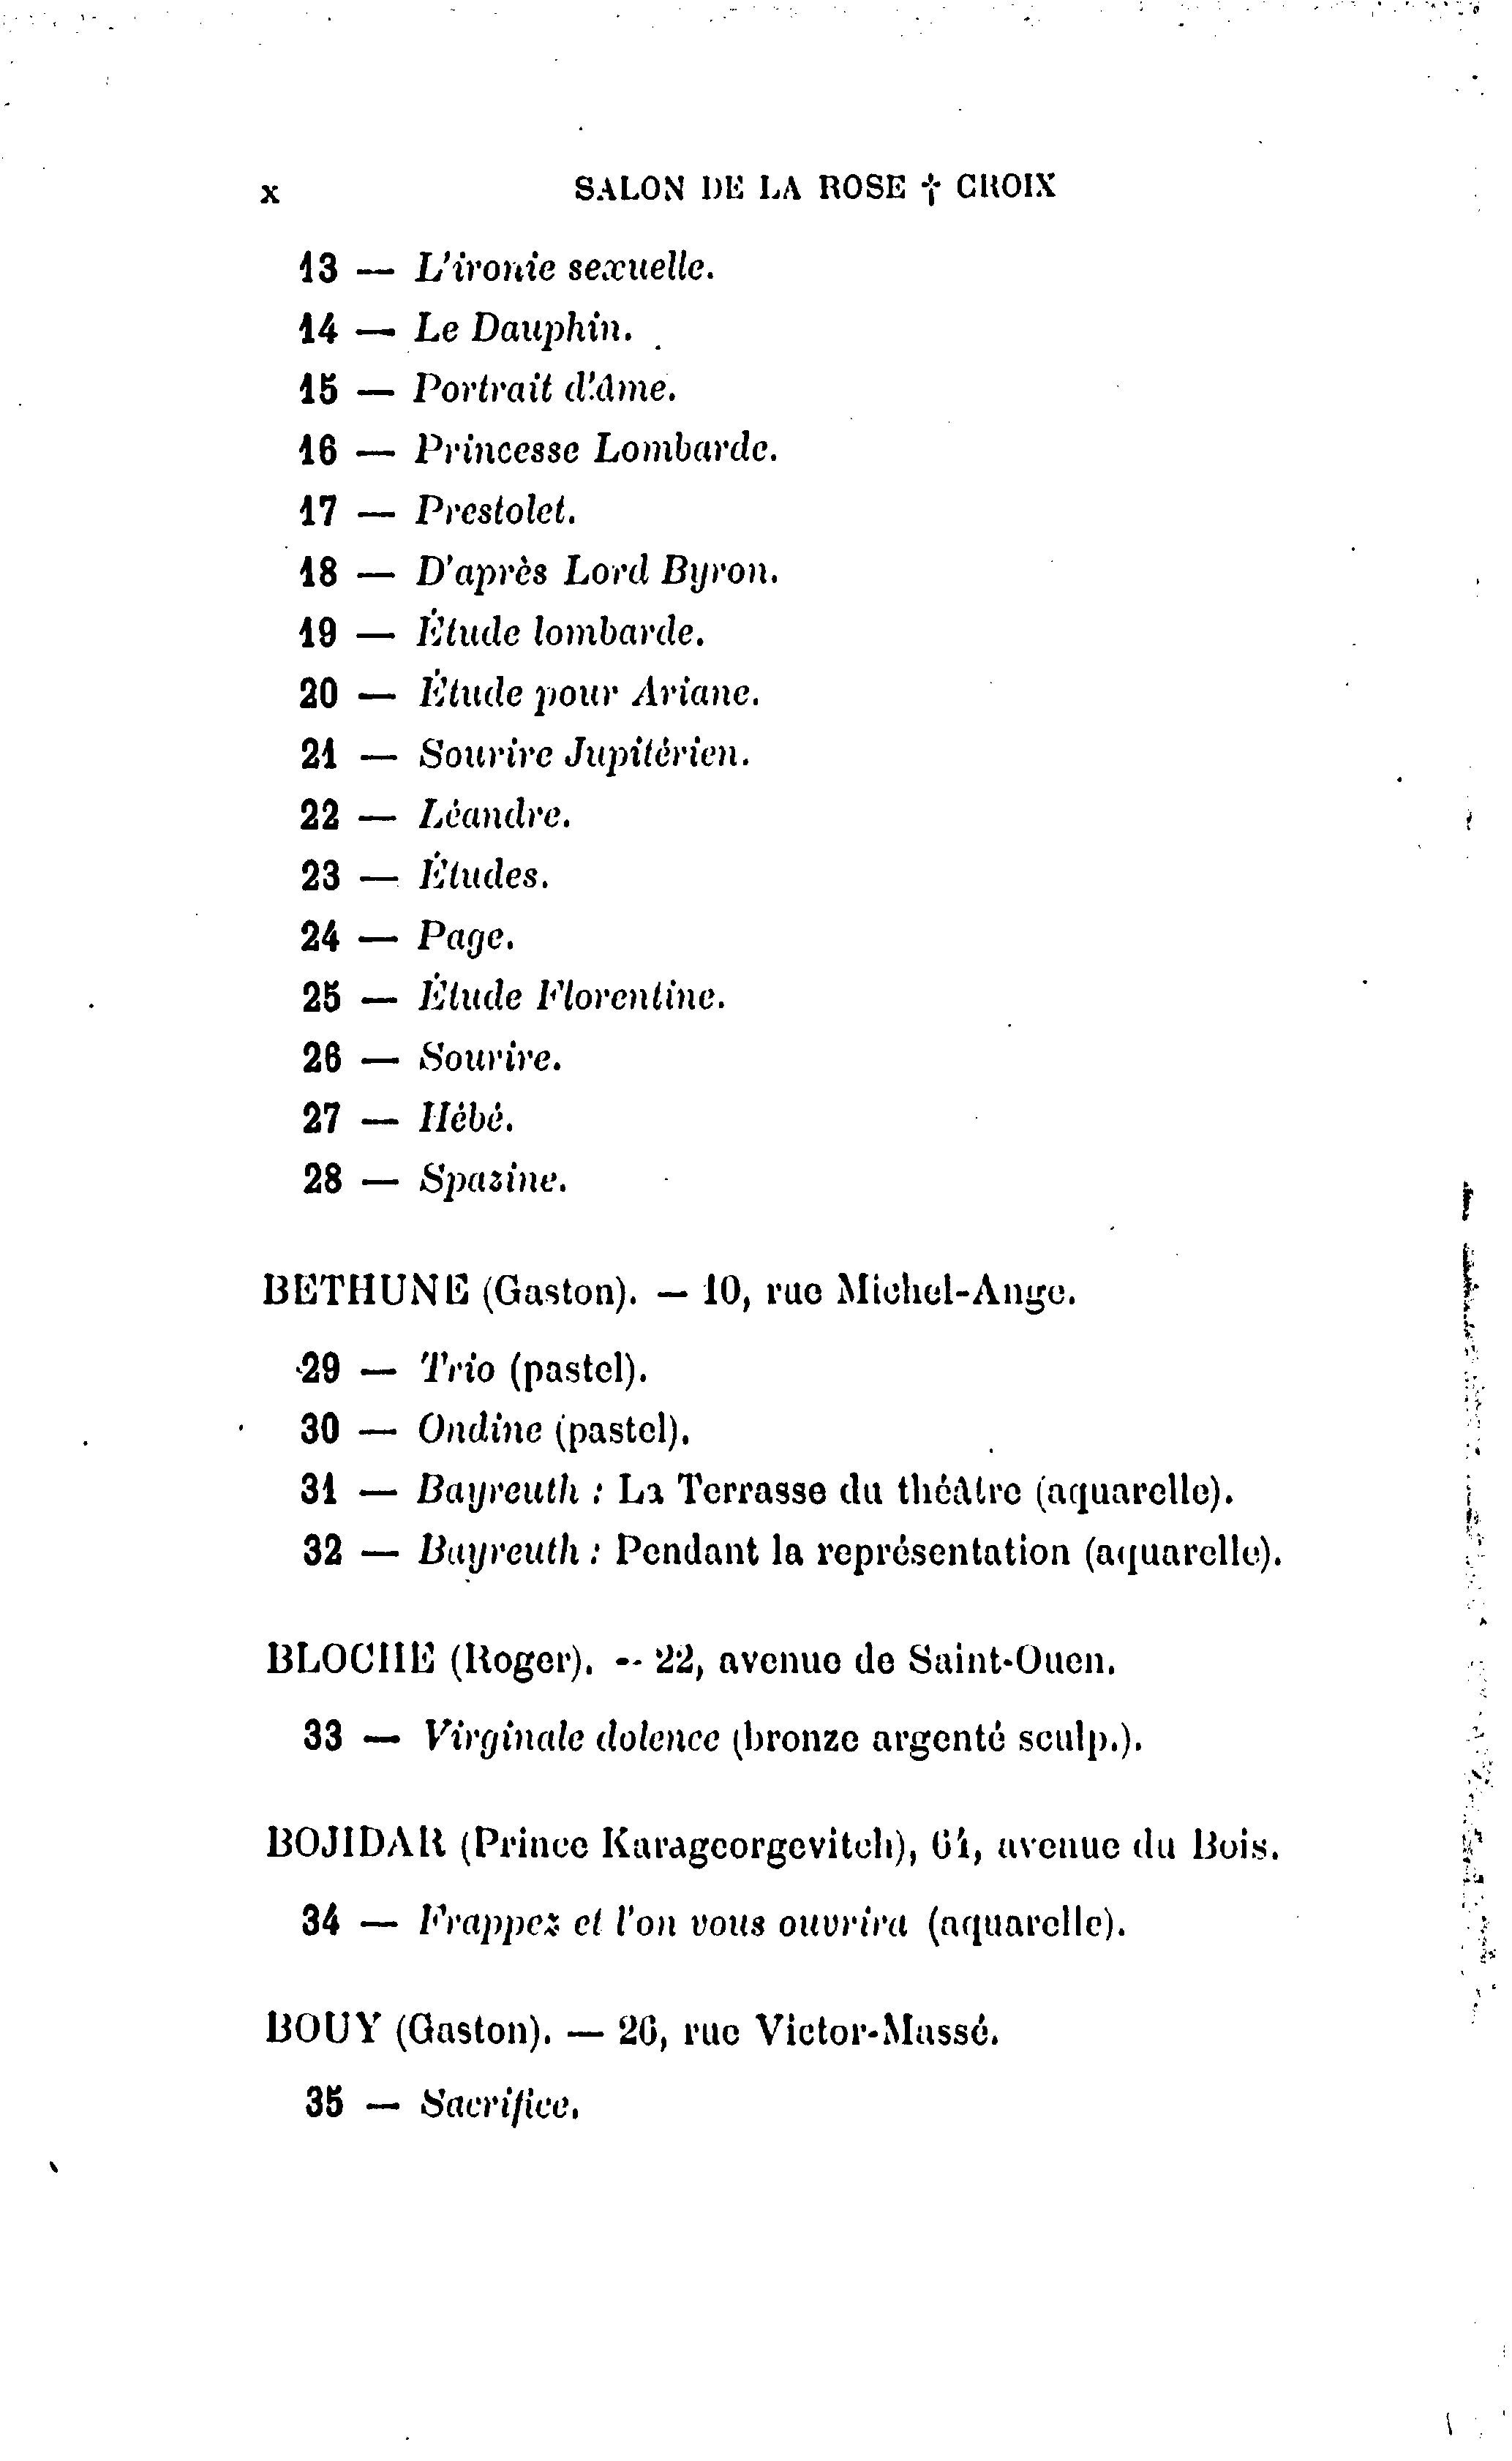 x SALON DE LA ROSE † CROIX
13 — L'ironie sexuelle.
14 — Le Dauphin.
15 — Portrait d'âme.
16 — Princesse Lombarde.
17 — Prestolet.
18 — D'après Lord Byron.
19 — Étude lombarde.
20 — Étude pour Ariane.
21 — Sourire Jupitérien.
22 — Léandre.
23 — Études.
24 — Page.
25 — Étude Florentine.
26 — Sourire.
27 — Hébé.
28 — Spazine.
BETHUNE (Gaston). — 10, rue Michel-Ange.
29 — Trio (pastel).
30 — Ondine (pastel).
31 — Bayreuth : La Terrasse du théâtre (aquarelle).
32 — Bayreuth : Pendant la représentation (aquarelle).
BLOCHE (Roger). — 22, avenue de Saint-Ouen.
33 — Virginale dolence (bronze argenté sculp.).
BOJIDAR (Prince Karageorgevitch), 64, avenue du Bois.
34 — Frappez et l'on vous ouvrira (aquarelle).
BOUY (Gaston). — 26, rue Victor-Massé.
35 — Sacrifice.